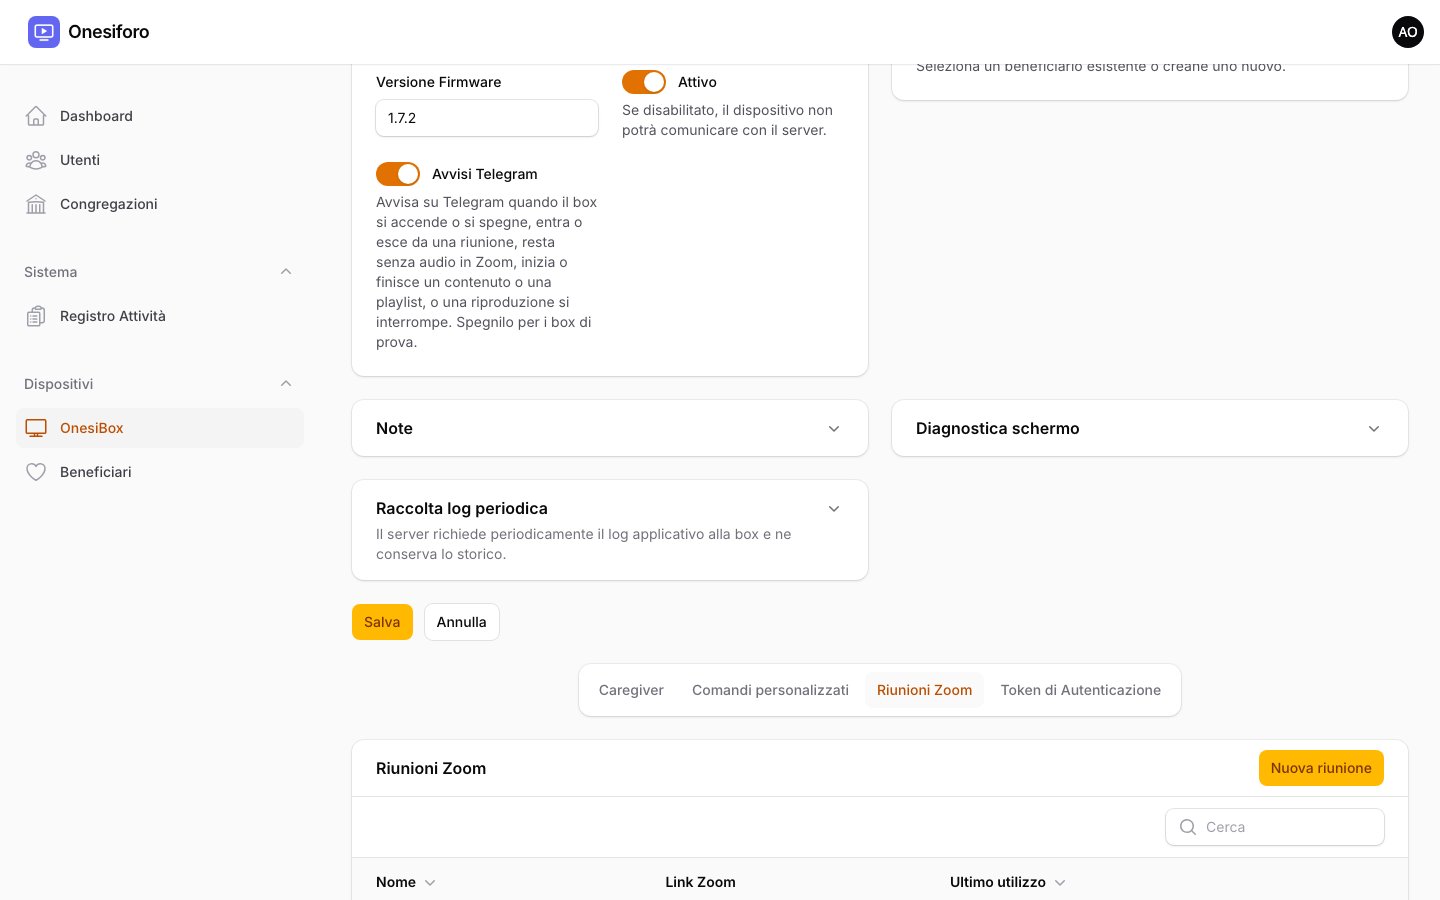 Onesiforo
AO
Dashboard
Utenti
Congregazioni
Sistema
Registro Attività
Dispositivi
OnesiBox
Beneficiari
Versione Firmware
1.7.2
Attivo
Se disabilitato, il dispositivo non
potrà comunicare con il server.
Avvisi Telegram
Avvisa su Telegram quando il box
si accende o si spegne, entra o
esce da una riunione, resta
senza audio in Zoom, inizia o
finisce un contenuto o una
playlist, o una riproduzione si
interrompe. Spegnilo per i box di
prova.
Seleziona un beneficiario esistente o creane uno nuovo.
Note
Diagnostica schermo
Raccolta log periodica
Il server richiede periodicamente il log applicativo alla box e ne
conserva lo storico.
Salva
Annulla
Caregiver
Comandi personalizzati
Riunioni Zoom
Token di Autenticazione
Riunioni Zoom
Nuova riunione
Cerca
Nome
Link Zoom
Ultimo utilizzo